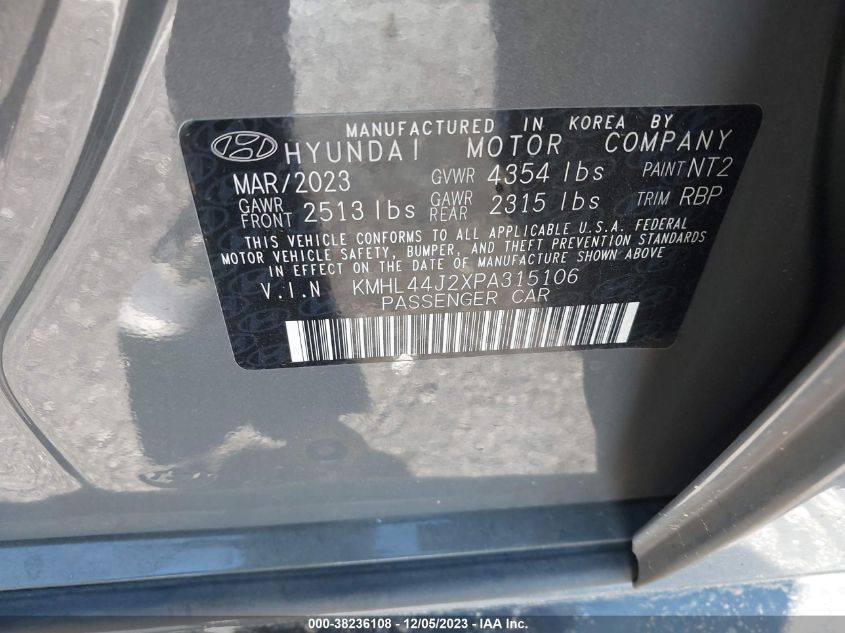 MANUFACTURED IN KOREA BY
HYUNDAI MOTOR COMPANY
MAR/2023 GVWR 4354 lbs PAINT NT2
GAWR FRONT 2513 lbs GAWR REAR 2315 lbs TRIM RBP
THIS VEHICLE CONFORMS TO ALL APPLICABLE U.S.A. FEDERAL
MOTOR VEHICLE SAFETY, BUMPER, AND THEFT PREVENTION STANDARDS
IN EFFECT ON THE DATE OF MANUFACTURE SHOWN ABOVE.
V.I.N KMHL44J2XPA315106
PASSENGER CAR
000-38236108 - 12/05/2023 - IAAI.com